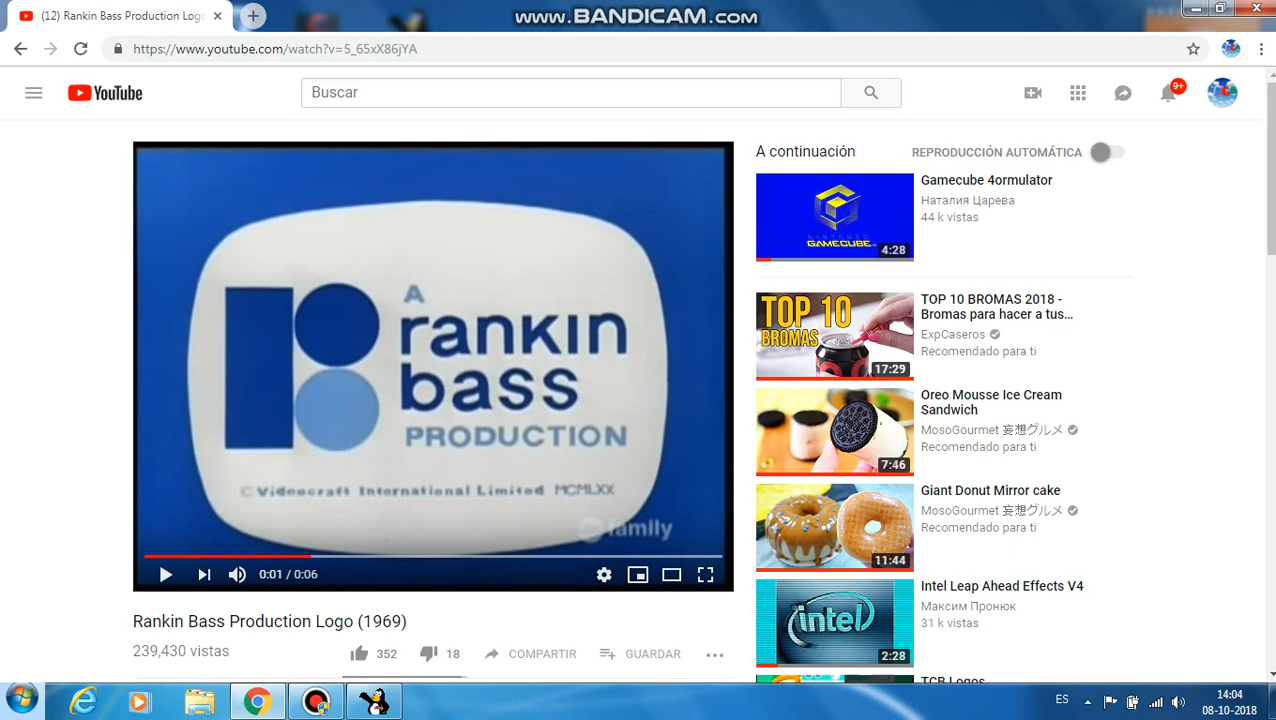 (12) Rankin Bass Production Logo
www.BANDICAM.com
https://www.youtube.com/watch?v=5_65xX86jYA
YouTube
Buscar
9+
A
rankin
bass
PRODUCTION
© Videocraft International Limited MCMLXX
family
0:01 / 0:06
Rankin Bass Production Logo (1969)
239,430 vistas
352
18
COMPARTIR
GUARDAR
A continuación
REPRODUCCIÓN AUTOMÁTICA
NINTENDO
GAMECUBE
4:28
Gamecube 4ormulator
Наталия Царева
44 k vistas
TOP 10
BROMAS
17:29
TOP 10 BROMAS 2018 -
Bromas para hacer a tus...
ExpCaseros
Recomendado para ti
7:46
Oreo Mousse Ice Cream
Sandwich
MosoGourmet 妄想グルメ
Recomendado para ti
11:44
Giant Donut Mirror cake
MosoGourmet 妄想グルメ
Recomendado para ti
intel
2:28
Intel Leap Ahead Effects V4
Максим Пронюк
31 k vistas
TCB Logos
ES
14:04
08-10-2018